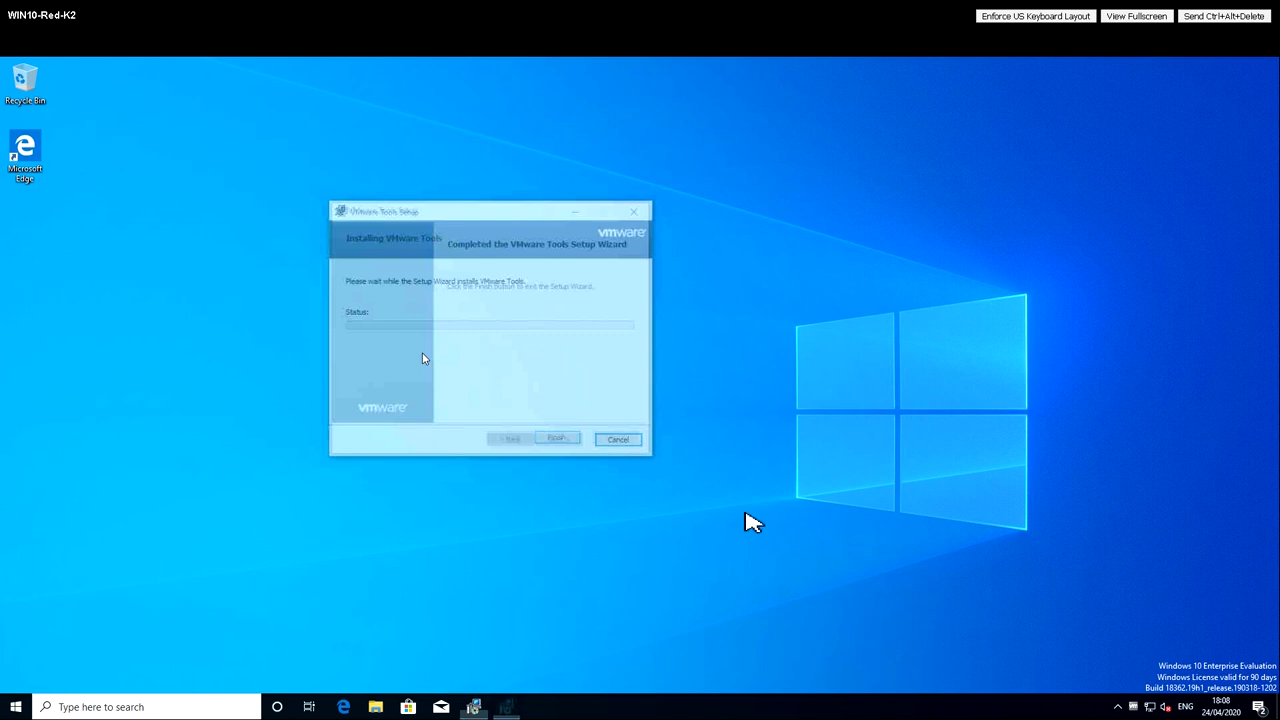 WIN10-Red-K2
Enforce US Keyboard Layout
View Fullscreen
Send Ctrl+Alt+Delete
Recycle Bin
Microsoft
Edge
VMware Tools Setup
vmware
Installing VMware Tools
Completed the VMware Tools Setup Wizard
Please wait while the Setup Wizard installs VMware Tools.
Click the Finish button to exit the Setup Wizard.
Status:
vmware
Cancel
Windows 10 Enterprise Evaluation
Windows License valid for 90 days
Build 18362.19h1_release.190318-1202
Type here to search
ENG
18:08
24/04/2020
2